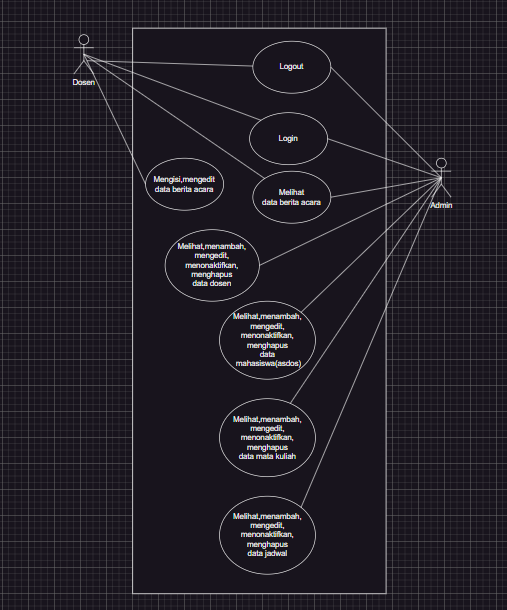 Logout
Dosen
Login
Mengisi,mengedit
data berita acara
Melihat
data berita acara
Admin
Melihat,menambah,
mengedit,
menonaktifkan,
menghapus
data dosen
Melihat,menambah,
mengedit,
menonaktifkan,
menghapus
data
mahasiswa(asdos)
Melihat,menambah,
mengedit,
menonaktifkan,
menghapus
data mata kuliah
Melihat,menambah,
mengedit,
menonaktifkan,
menghapus
data jadwal